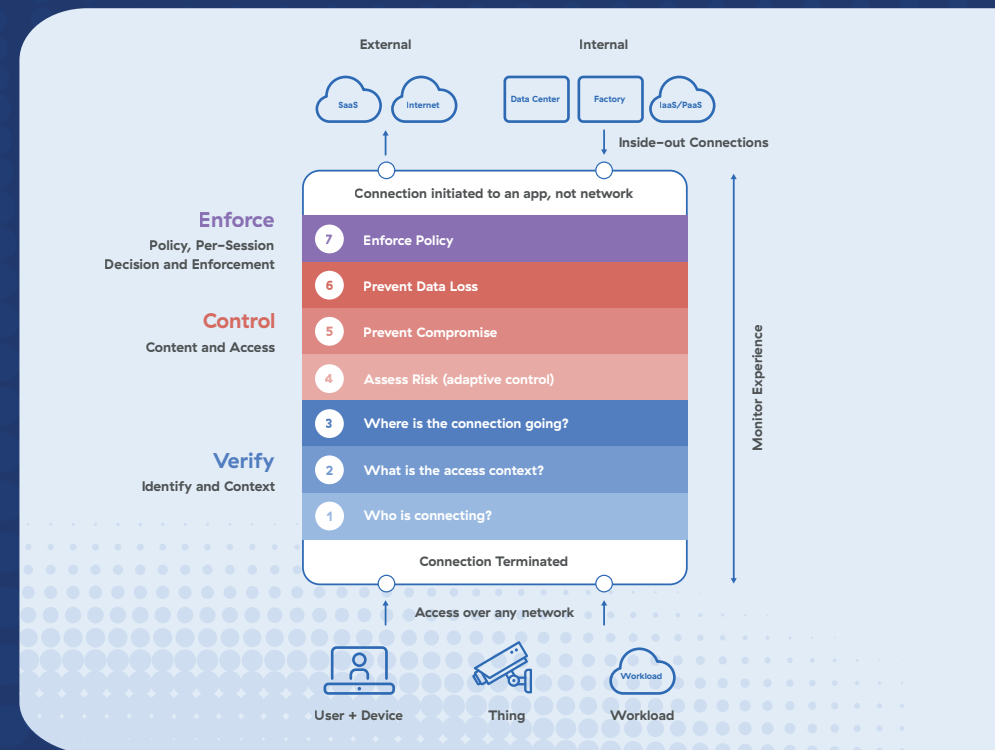 External
Internal
SaaS
Internet
Data Center
Factory
IaaS/PaaS
Inside-out Connections
Connection initiated to an app, not network
Enforce
Policy, Per-Session
Decision and Enforcement
7 Enforce Policy
6 Prevent Data Loss
Control
Content and Access
5 Prevent Compromise
4 Assess Risk (adaptive control)
3 Where is the connection going?
Verify
Identify and Context
2 What is the access context?
1 Who is connecting?
Monitor Experience
Connection Terminated
Access over any network
Workload
User + Device
Thing
Workload